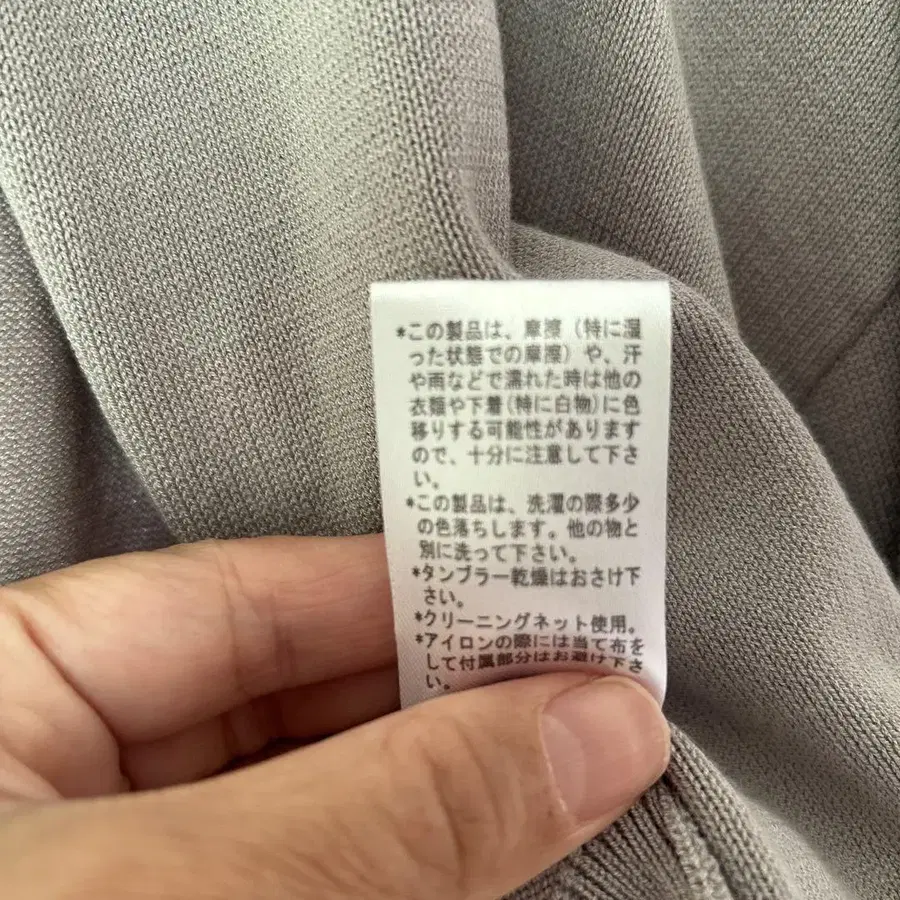 *この製品は、摩擦（特に湿
った状態での摩擦）や、汗
や雨などで濡れた時は他の
衣類や下着(特に白物)に色
移りする可能性があります
ので、十分に注意して下さ
い。
*この製品は、洗濯の際多少
の色落ちします。他の物と
別に洗って下さい。
*タンブラー乾燥はおさけ下
さい。
*クリーニングネット使用。
*アイロンの際には当て布を
して付属部分はお避け下さ
い。